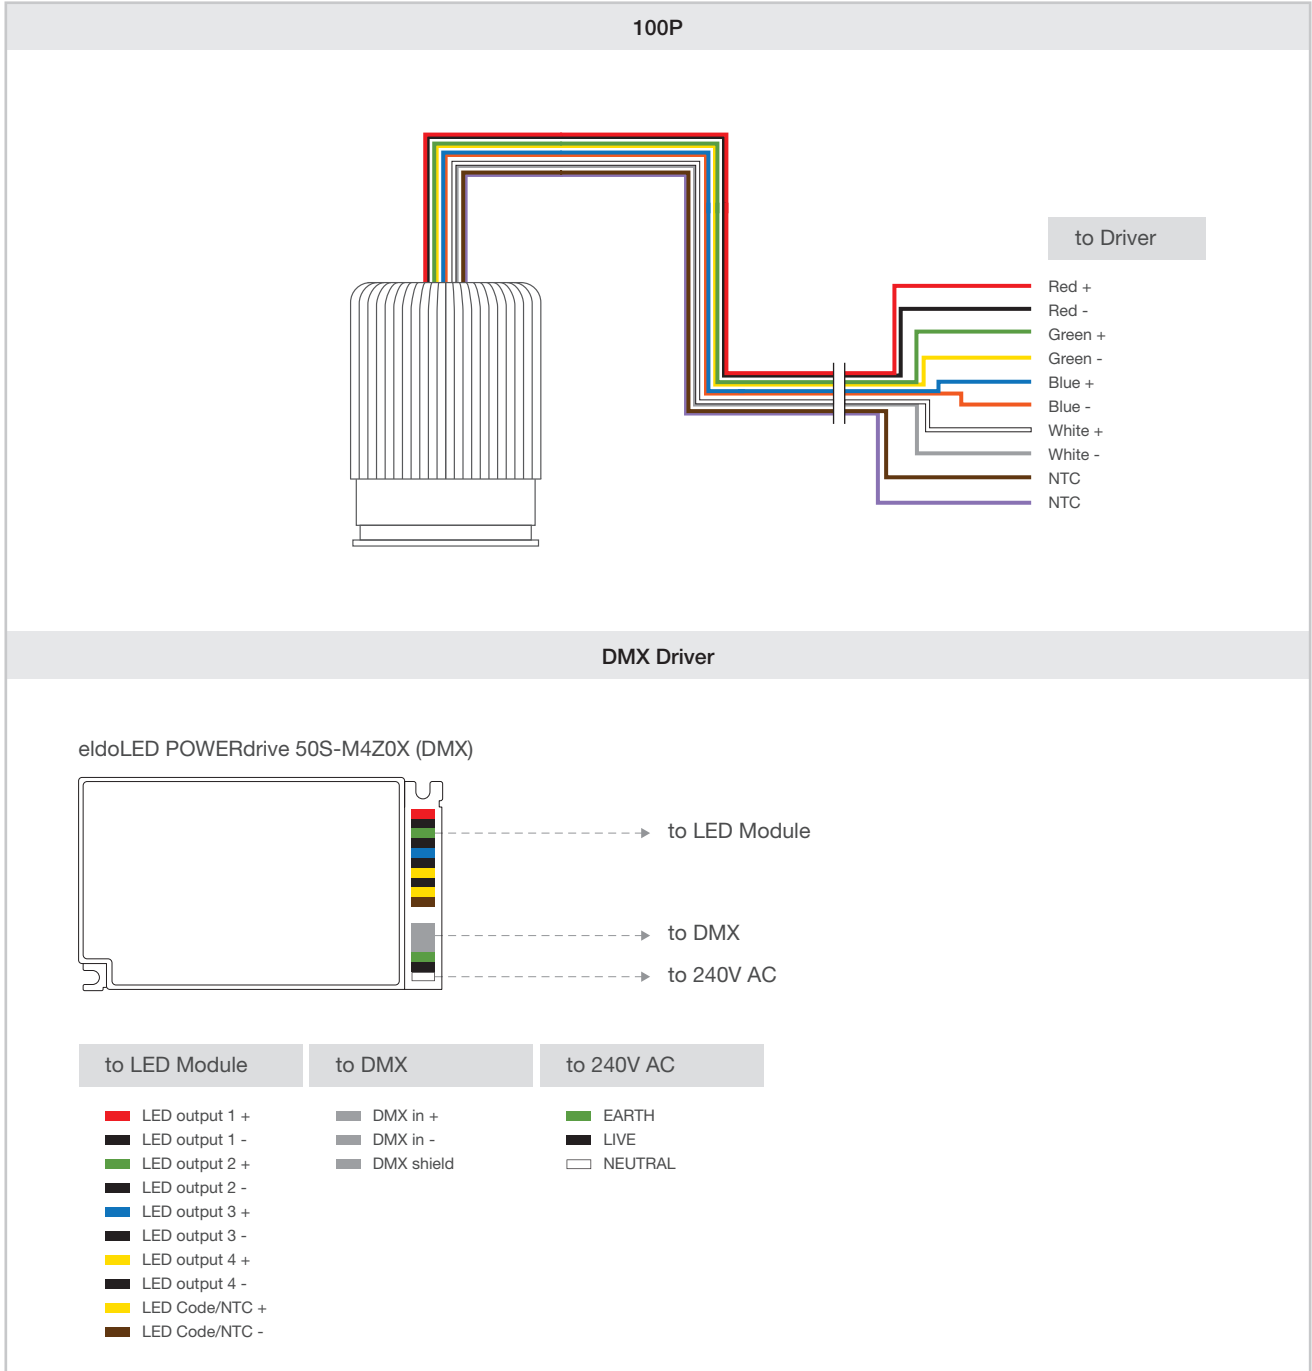 100P
to Driver
Red +
Red -
Green +
Green -
Blue +
Blue -
White +
White -
NTC
NTC
DMX Driver
eldoLED POWERdrive 50S-M4Z0X (DMX)
to LED Module
to DMX
to 240V AC
to LED Module
LED output 1 +
LED output 1 -
LED output 2 +
LED output 2 -
LED output 3 +
LED output 3 -
LED output 4 +
LED output 4 -
LED Code/NTC +
LED Code/NTC -
to DMX
DMX in +
DMX in -
DMX shield
to 240V AC
EARTH
LIVE
NEUTRAL